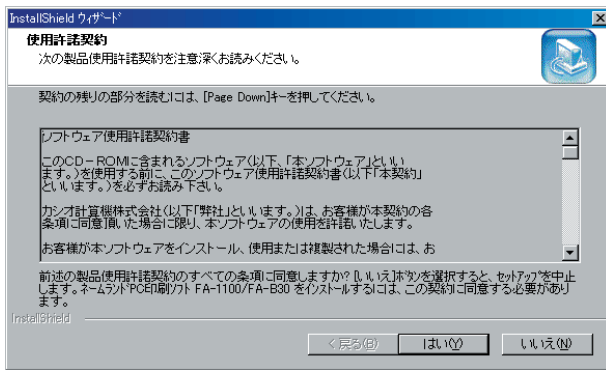 InstallShield ウィザード
使用許諾契約
次の製品使用許諾契約を注意深くお読みください。
契約の残りの部分を読むには、[Page Down]キーを押してください。
ソフトウェア使用許諾契約書
このCD－ROMに含まれるソフトウェア（以下、「本ソフトウェア」といい
ます。）を使用する前に、このソフトウェア使用許諾契約書（以下「本契約」
といいます。）を必ずお読み下さい。
カシオ計算機株式会社（以下「弊社」といいます。）は、お客様が本契約の各
条項に同意頂いた場合に限り、本ソフトウェアの使用を許諾いたします。
お客様が本ソフトウェアをインストール、使用または複製された場合には、お
前述の製品使用許諾契約のすべての条項に同意しますか? [いいえ]ボタンを選択すると、セットアップを中止
します。ネームランドPC印刷ソフト FA-1100/FA-B30 をインストールするには、この契約に同意する必要があり
ます。
InstallShield
< 戻る(B) はい(Y) いいえ(N)